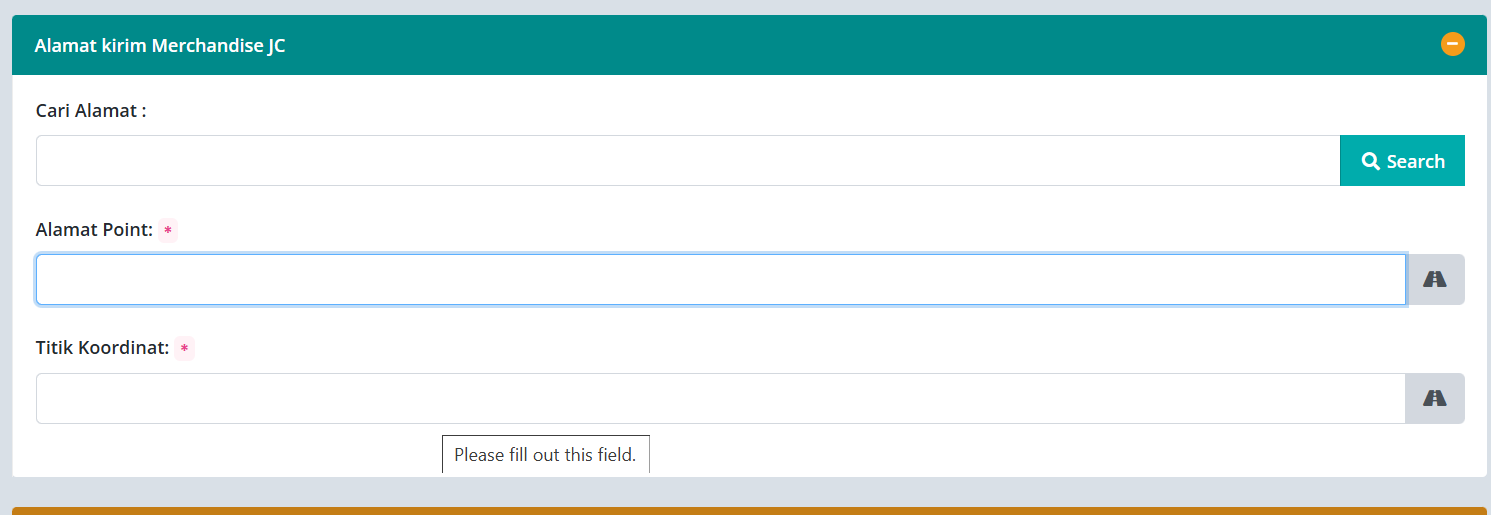 Alamat kirim Merchandise JC
Cari Alamat :
Search
Alamat Point: *
Titik Koordinat: *
Please fill out this field.